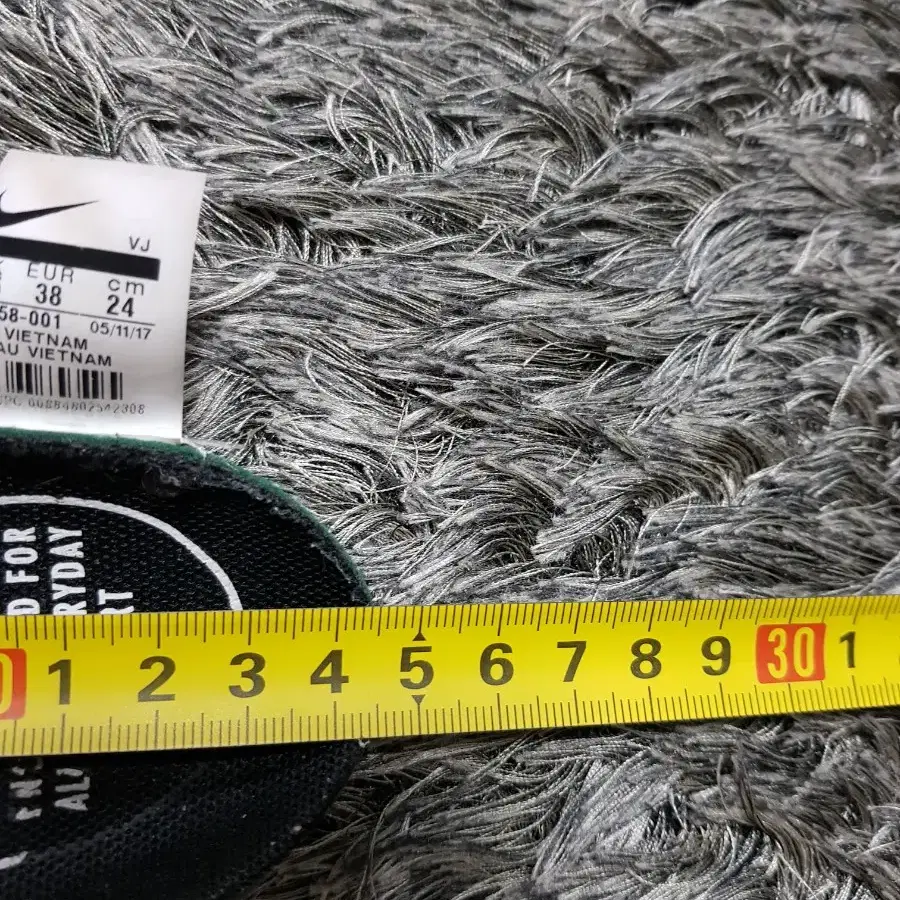 VJ
EUR cm
38 24
58-001 05/11/17
VIETNAM
AU VIETNAM
D FOR
RYDAY
RT
0 1 2 3 4 5 6 7 8 9 30 1